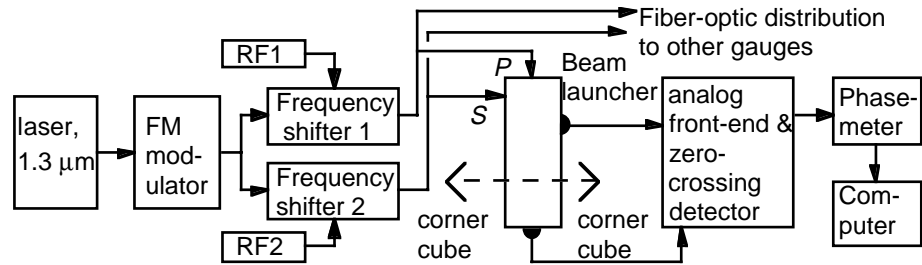 Fiber-optic distribution
to other gauges
RF1
P
Beam
launcher
laser,
1.3 μm
FM
mod-
ulator
Frequency
shifter 1
S
analog
front-end &
zero-
crossing
detector
Phase-
meter
Frequency
shifter 2
corner
cube
corner
cube
Com-
puter
RF2